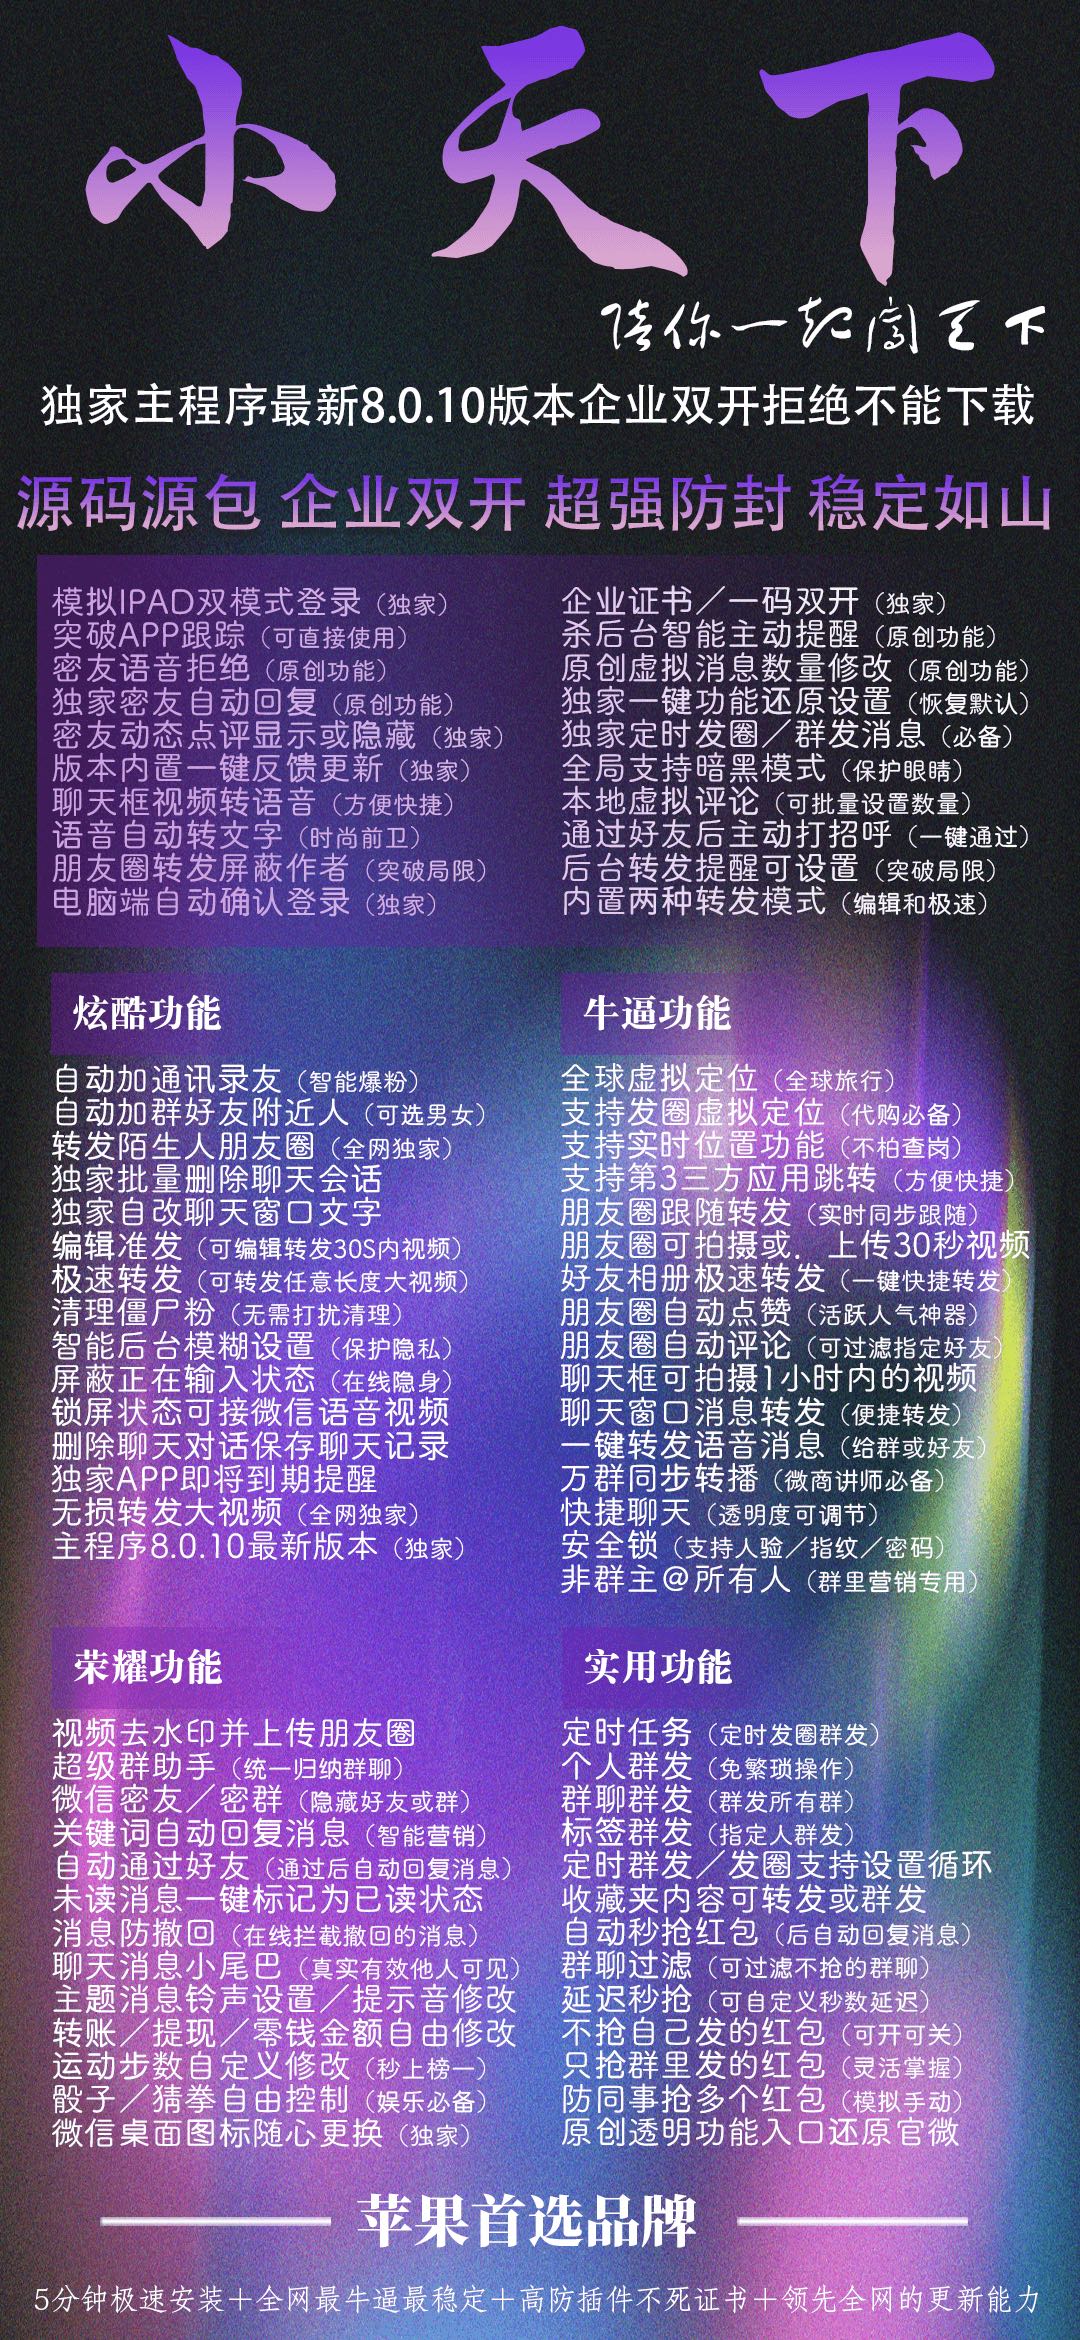 小天下
陪你一起闯天下
独家主程序最新8.0.10版本企业双开拒绝不能下载
源码源包 企业双开 超强防封 稳定如山
模拟IPAD双模式登录（独家）
突破APP跟踪（可直接使用）
密友语音拒绝（原创功能）
独家密友自动回复（原创功能）
密友动态点评显示或隐藏（独家）
版本内置一键反馈更新（独家）
聊天框视频转语音（方便快捷）
语音自动转文字（时尚前卫）
朋友圈转发屏蔽作者（突破局限）
电脑端自动确认登录（独家）
企业证书／一码双开（独家）
杀后台智能主动提醒（原创功能）
原创虚拟消息数量修改（原创功能）
独家一键功能还原设置（恢复默认）
独家定时发圈／群发消息（必备）
全局支持暗黑模式（保护眼睛）
本地虚拟评论（可批量设置数量）
通过好友后主动打招呼（一键通过）
后台转发提醒可设置（突破局限）
内置两种转发模式（编辑和极速）
炫酷功能
自动加通讯录友（智能爆粉）
自动加群好友附近人（可选男女）
转发陌生人朋友圈（全网独家）
独家批量删除聊天会话
独家自改聊天窗口文字
编辑准发（可编辑转发30S内视频）
极速转发（可转发任意长度大视频）
清理僵尸粉（无需打扰清理）
智能后台模糊设置（保护隐私）
屏蔽正在输入状态（在线隐身）
锁屏状态可接微信语音视频
删除聊天对话保存聊天记录
独家APP即将到期提醒
无损转发大视频（全网独家）
主程序8.0.10最新版本（独家）
牛逼功能
全球虚拟定位（全球旅行）
支持发圈虚拟定位（代购必备）
支持实时位置功能（不柏查岗）
支持第3三方应用跳转（方便快捷）
朋友圈跟随转发（实时同步跟随）
朋友圈可拍摄或．上传30秒视频
好友相册极速转发（一键快捷转发）
朋友圈自动点赞（活跃人气神器）
朋友圈自动评论（可过滤指定好友）
聊天框可拍摄1小时内的视频
聊天窗口消息转发（便捷转发）
一键转发语音消息（给群或好友）
万群同步转播（微商讲师必备）
快捷聊天（透明度可调节）
安全锁（支持人验／指纹／密码）
非群主@所有人（群里营销专用）
荣耀功能
视频去水印并上传朋友圈
超级群助手（统一归纳群聊）
微信密友／密群（隐藏好友或群）
关键词自动回复消息（智能营销）
自动通过好友（通过后自动回复消息）
未读消息一键标记为已读状态
消息防撤回（在线拦截撤回的消息）
聊天消息小尾巴（真实有效他人可见）
主题消息铃声设置／提示音修改
转账／提现／零钱金额自由修改
运动步数自定义修改（秒上榜一）
骰子／猜拳自由控制（娱乐必备）
微信桌面图标随心更换（独家）
实用功能
定时任务（定时发圈群发）
个人群发（免繁琐操作）
群聊群发（群发所有群）
标签群发（指定人群发）
定时群发／发圈支持设置循环
收藏夹内容可转发或群发
自动秒抢红包（后自动回复消息）
群聊过滤（可过滤不抢的群聊）
延迟秒抢（可自定义秒数延迟）
不抢自己发的红包（可开可关）
只抢群里发的红包（灵活掌握）
防同事抢多个红包（模拟手动）
原创透明功能入口还原官微
苹果首选品牌
5分钟极速安装＋全网最牛逼最稳定＋高防插件不死证书＋领先全网的更新能力